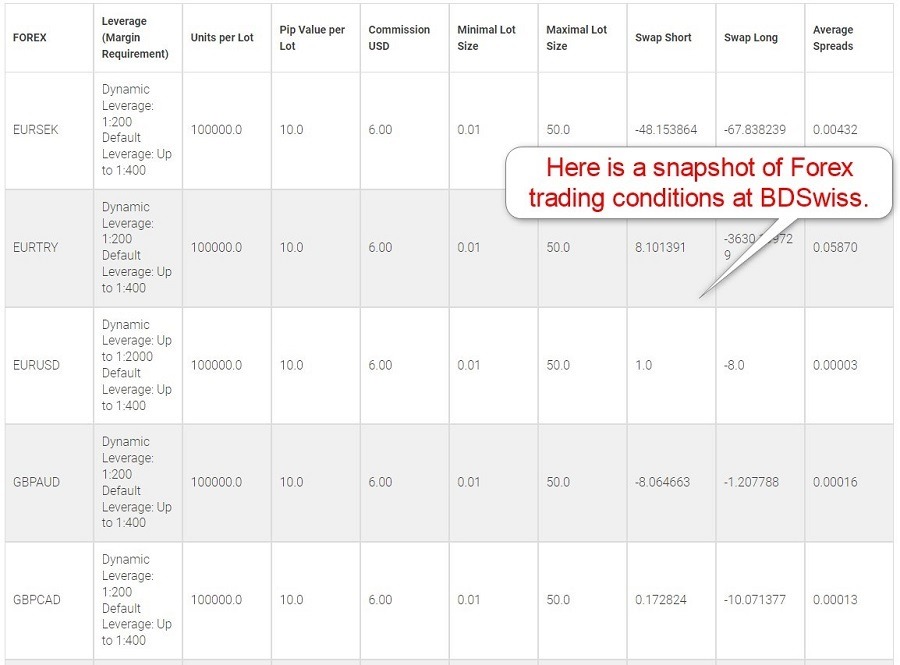 FOREX
Leverage
(Margin
Requirement)
Units per Lot
Pip Value per
Lot
Commission
USD
Minimal Lot
Size
Maximal Lot
Size
Swap Short
Swap Long
Average
Spreads
EURSEK
Dynamic
Leverage:
1:200
Default
Leverage: Up
to 1:400
100000.0
10.0
6.00
0.01
50.0
-48.153864
-67.838239
0.00432
Here is a snapshot of Forex
trading conditions at BDSwiss.
EURTRY
Dynamic
Leverage:
1:200
Default
Leverage: Up
to 1:400
100000.0
10.0
6.00
0.01
50.0
8.101391
0.05870
EURUSD
Dynamic
Leverage: Up
to 1:2000
Default
Leverage: Up
to 1:400
100000.0
10.0
6.00
0.01
50.0
1.0
-8.0
0.00003
GBPAUD
Dynamic
Leverage:
1:200
Default
Leverage: Up
to 1:400
100000.0
10.0
6.00
0.01
50.0
-8.064663
-1.207788
0.00016
GBPCAD
Dynamic
Leverage:
1:200
Default
Leverage: Up
to 1:400
100000.0
10.0
6.00
0.01
50.0
0.172824
-10.071377
0.00013